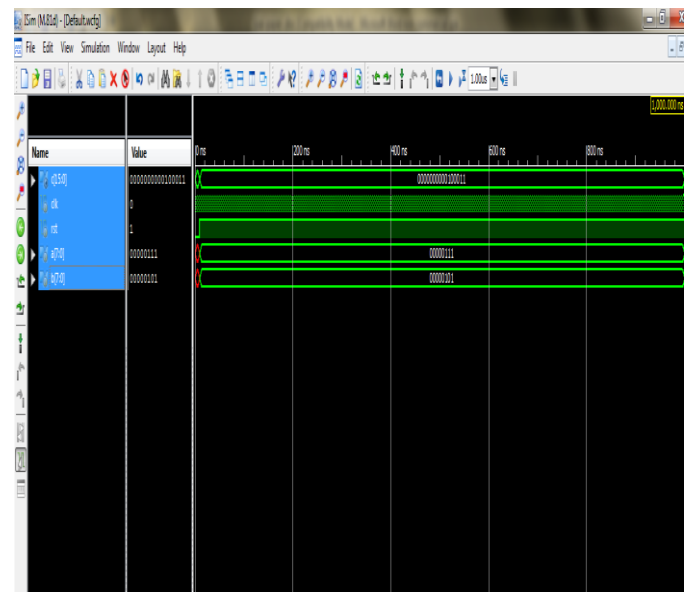 ISim (M.81d) - [Default.wcfg]
File Edit View Simulation Window Layout Help
1.00us
1,000.000 ns
Name Value 0 ns 200 ns 400 ns 600 ns 800 ns
c[15:0] 0000000000100011 0000000000100011
clk 0
rst 1
a[7:0] 00000111 00000111
b[7:0] 00000101 00000101